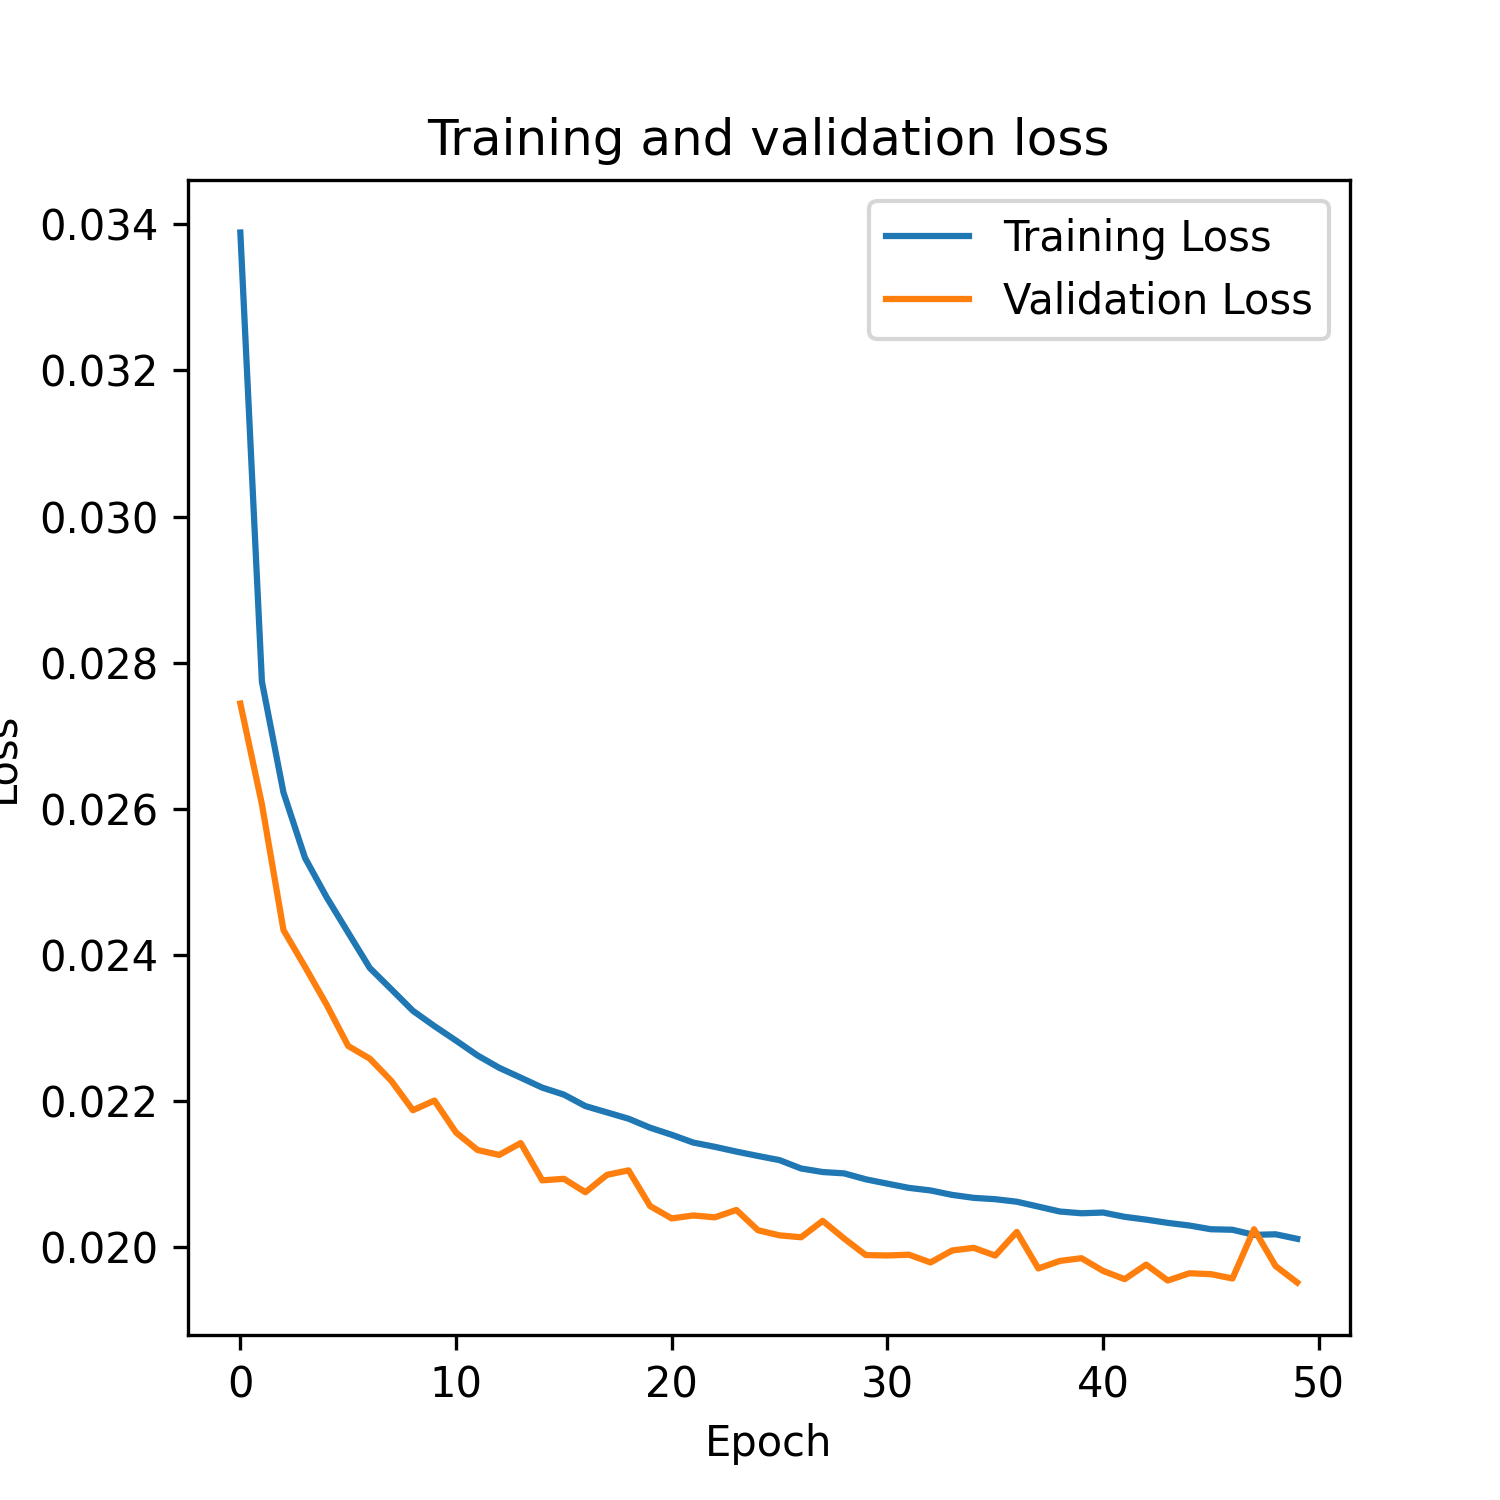 Training and validation loss
Training Loss
Validation Loss
0.034
0.032
0.030
0.028
0.026
0.024
0.022
0.020
Loss
0 10 20 30 40 50
Epoch